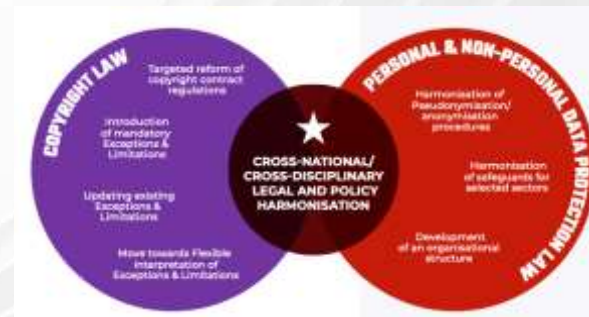 COPYRIGHT LAW
Targeted reform of
copyright contract
regulations
Introduction
of mandatory
Exceptions &
Limitations
Updating existing
Exceptions &
Limitations
Move towards Flexible
Interpretation of
Exceptions & Limitations
CROSS-NATIONAL/
CROSS-DISCIPLINARY
LEGAL AND POLICY
HARMONISATION
PERSONAL & NON-PERSONAL DATA PROTECTION LAW
Harmonisation of
Pseudonymisation/
anonymisation
procedures
Harmonisation
of safeguards for
selected sectors
Development
of an organisational
structure